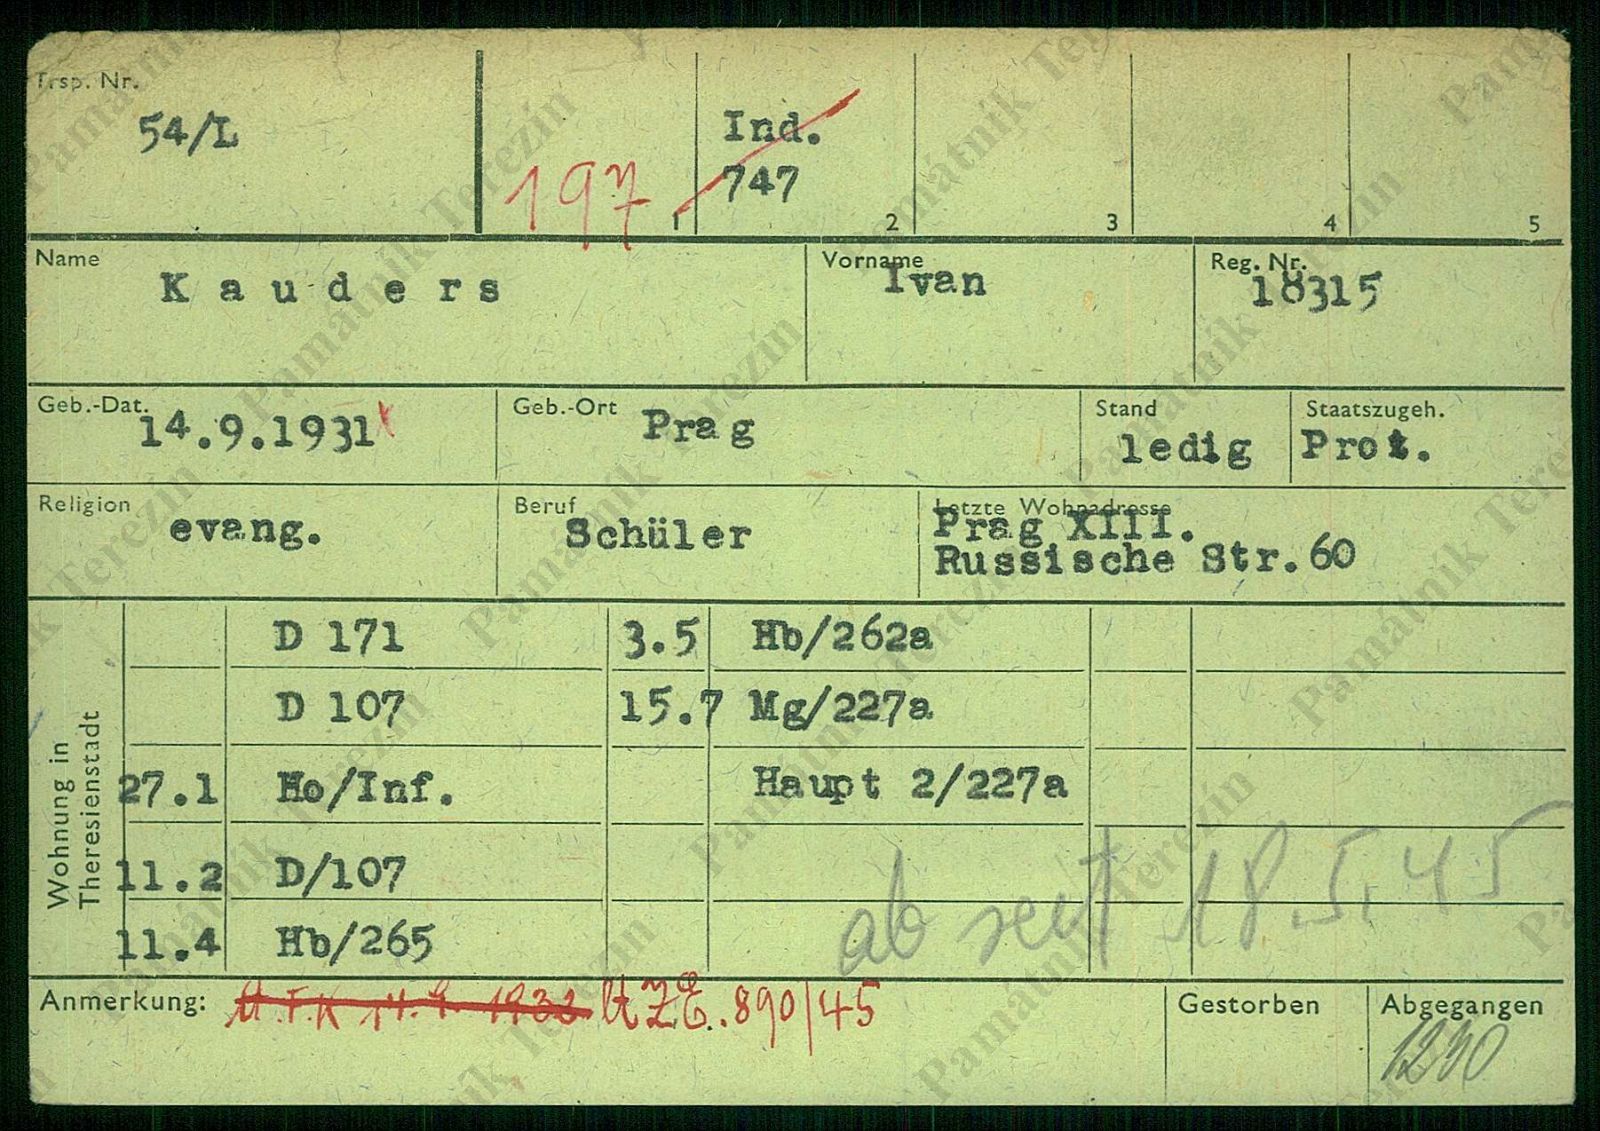 Trsp. Nr.
54/L
197
1
Ind.
747
2
3
4
5
Name
Kauders
Vorname
Ivan
Reg. Nr.
18315
Geb.-Dat.
14.9.1931
Geb.-Ort
Prag
Stand
ledig
Staatszugeh.
Prot.
Religion
evang.
Beruf
Schüler
Letzte Wohnadresse
Prag XIII.
Russische Str.60
Wohnung in
Theresienstadt
D 171
3.5 Hb/262a
D 107
15.7 Mg/227a
27.1 Ho/Inf.
Haupt 2/227a
11.2 D/107
11.4 Hb/265
ab seit 18.5.45
Anmerkung:
890/45
Gestorben
Abgegangen
Památník Terezín